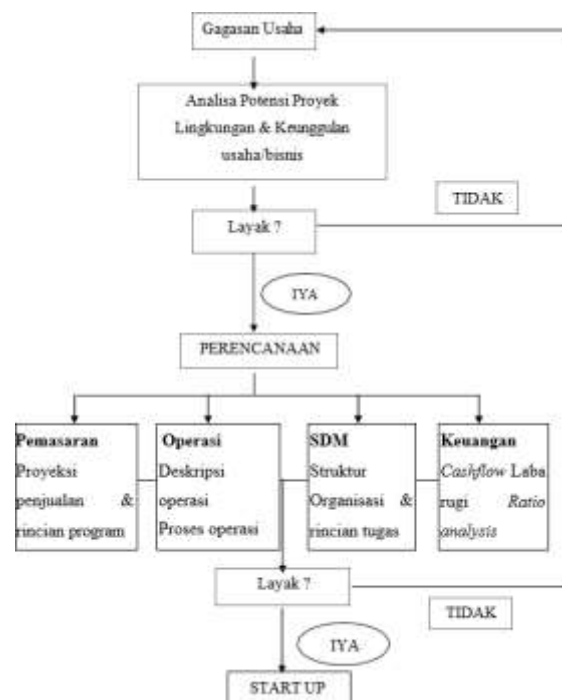 Gagasan Usaha
Analisa Potensi Proyek
Lingkungan & Keunggulan
usaha/bisnis
TIDAK
Layak ?
IYA
PERENCANAAN
Pemasaran
Proyeksi
penjualan &
rincian program
Operasi
Deskripsi
operasi
Proses operasi
SDM
Struktur
Organisasi &
rincian tugas
Keuangan
Cashflow Laba
rugi Ratio
analysis
Layak ?
TIDAK
IYA
START UP